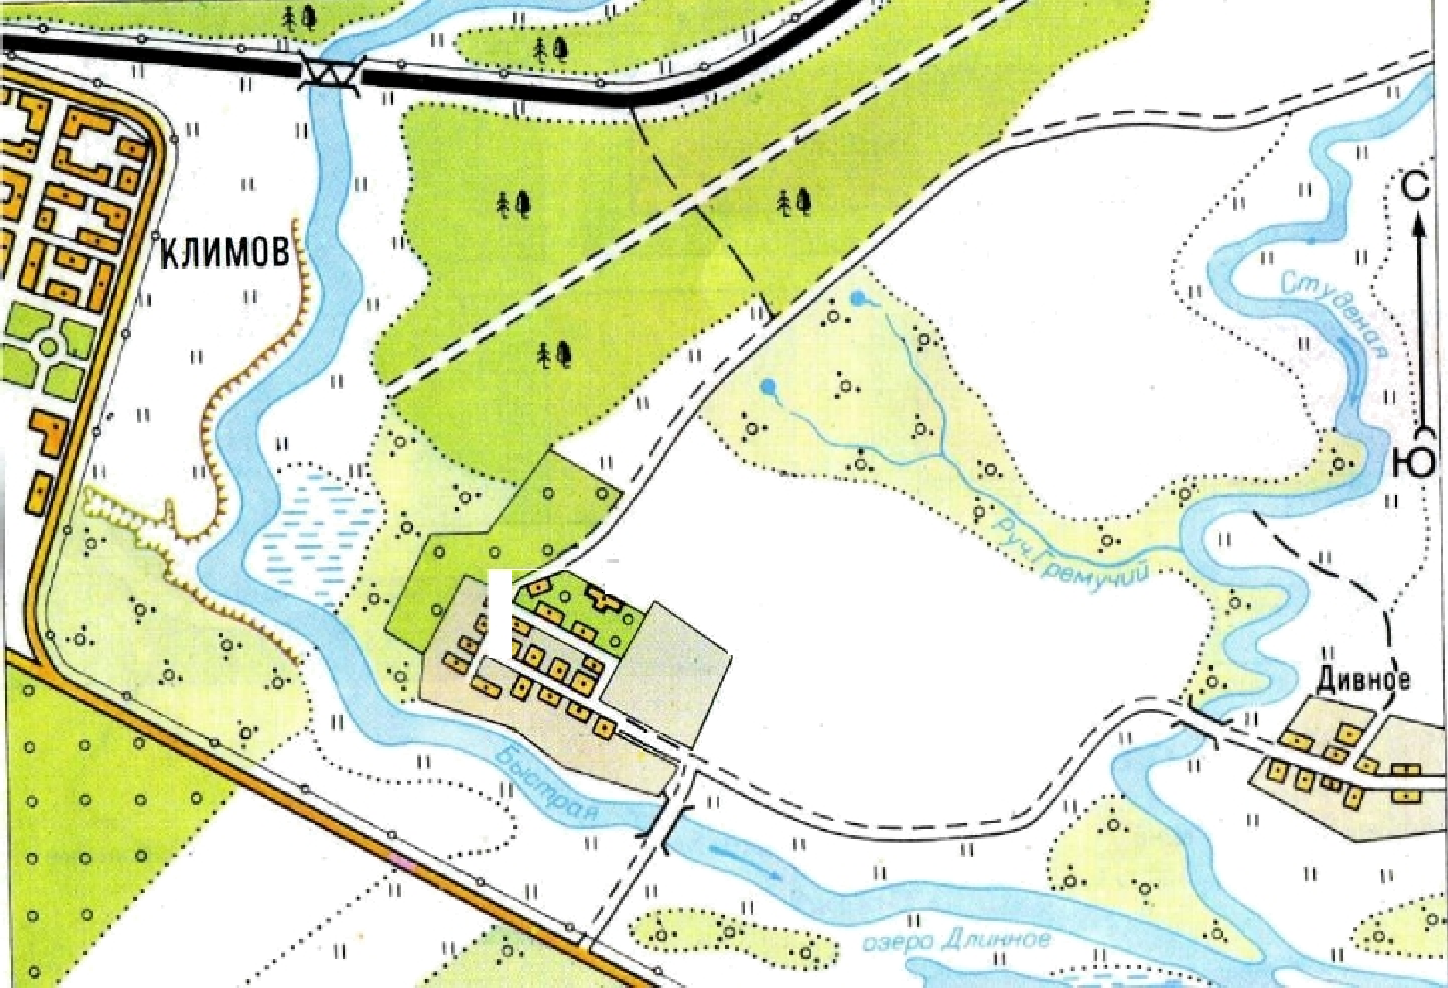 КЛИМОВ
С
Студеная
Ю
Руч. Гремучий
Дивное
Быстрая
озеро Длинное